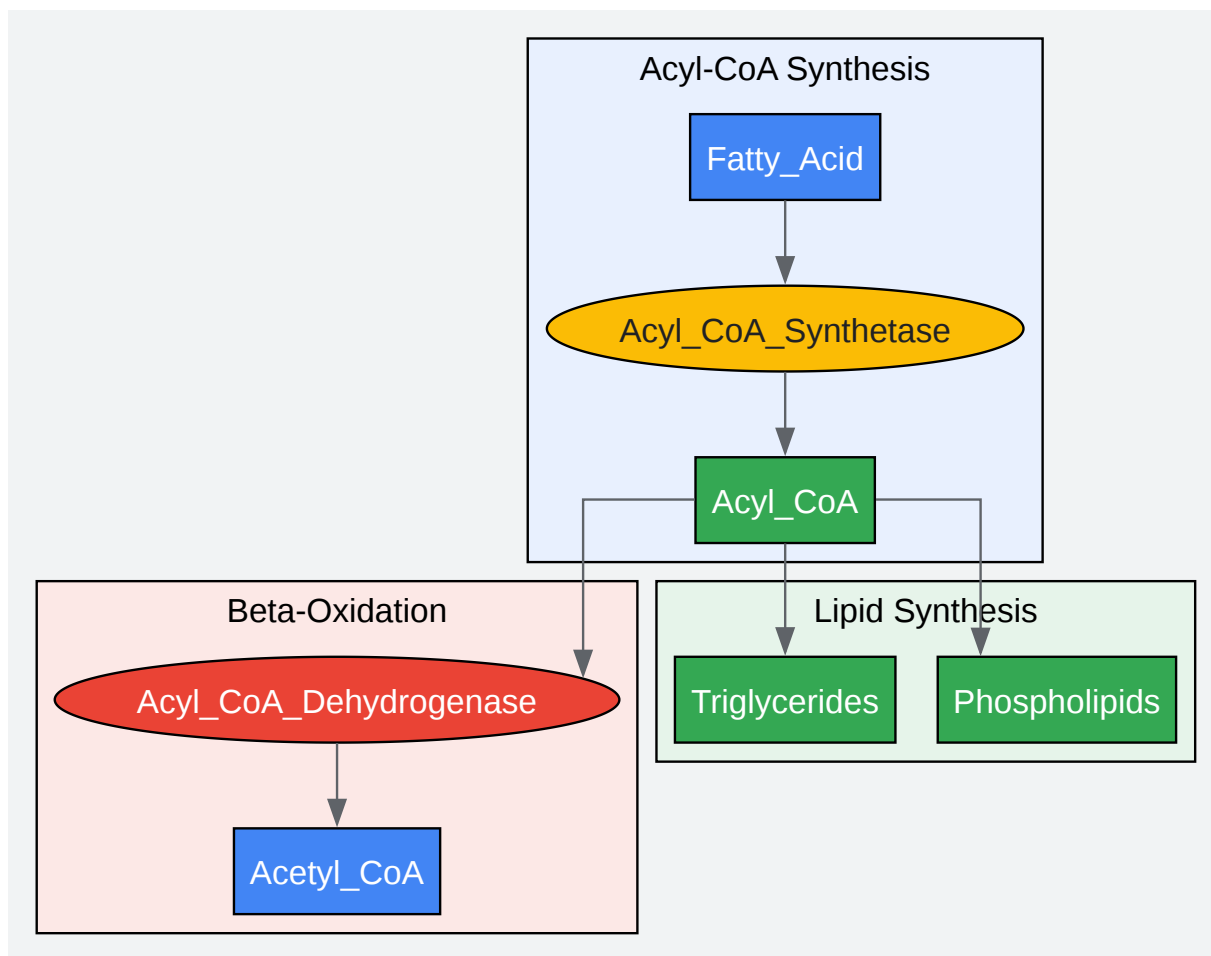 Acyl-CoA Synthesis
Fatty_Acid
Acyl_CoA_Synthetase
Acyl_CoA
Beta-Oxidation
Acyl_CoA_Dehydrogenase
Acetyl_CoA
Lipid Synthesis
Triglycerides
Phospholipids